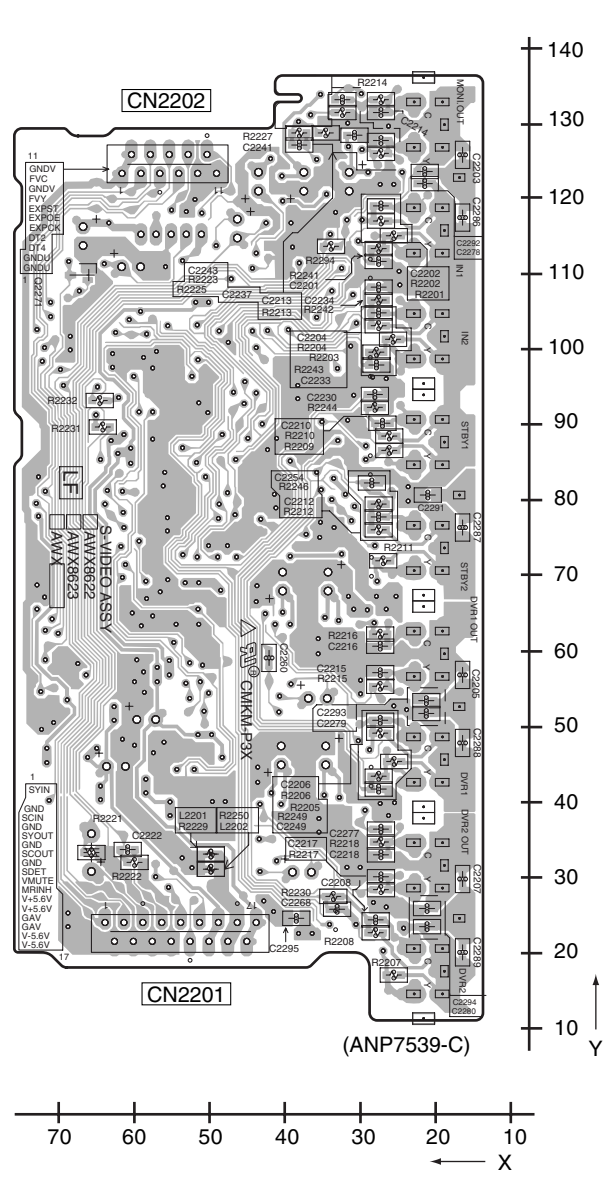 140
R2214
MONI.OUT
CN2202
130
C2214
R2227
C2241
C
Y
C2203
11
GNDV
FVC
GNDV
FVY
EXPST
EXPOE
EXPCK
DT2
DT4
GNDU
GNDU
1
1
11
120
C2286
C2292
C2278
R2294
IN1
110
C2243
R2223
R2225
C2237
R2241
C2201
C2202
R2202
R2201
C2213
R2213
C2234
R2242
C2204
R2204
R2203
R2243
C2233
IN2
100
R2232
C2230
R2244
90
R2231
C2210
R2210
R2209
STBY1
LF
C2254
R2246
C2212
R2212
80
C2291
C2287
AWX
AWX8623
AWX8622
S-VIDEO ASSY
R2211
70
STBY2
DVR1 OUT
R2216
C2216
C2260
60
C2215
R2215
C2205
CMKM-P3X
C2293
C2279
50
C2288
DVR1
1
SYIN
GND
SCIN
GND
SYOUT
GND
SCOUT
GND
SDET
VMUTE
MRINH
V+5.6V
V+5.6V
GAV
GAV
V-5.6V
V-5.6V
17
C2206
R2206
R2205
R2249
C2249
40
L2201
R2229
R2250
L2202
R2221
C2222
R2222
DVR2 OUT
C2277
R2218
C2218
C2217
R2217
30
C2208
C2207
R2230
C2268
1
17
C2295
R2208
R2207
C2289
20
DVR2
C2294
C2280
CN2201
10
(ANP7539-C)
Y
70
60
50
40
30
20
10
X